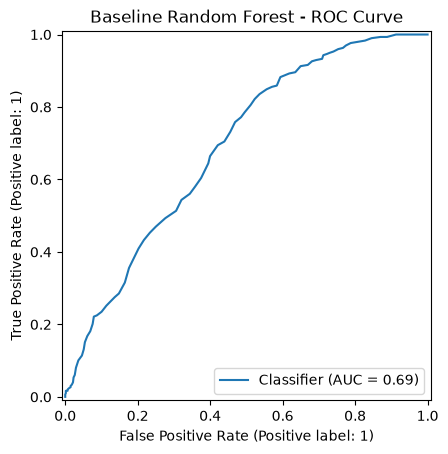 Baseline Random Forest - ROC Curve
True Positive Rate (Positive label: 1)
1.0
0.8
0.6
0.4
0.2
0.0
Classifier (AUC = 0.69)
0.0 0.2 0.4 0.6 0.8 1.0
False Positive Rate (Positive label: 1)